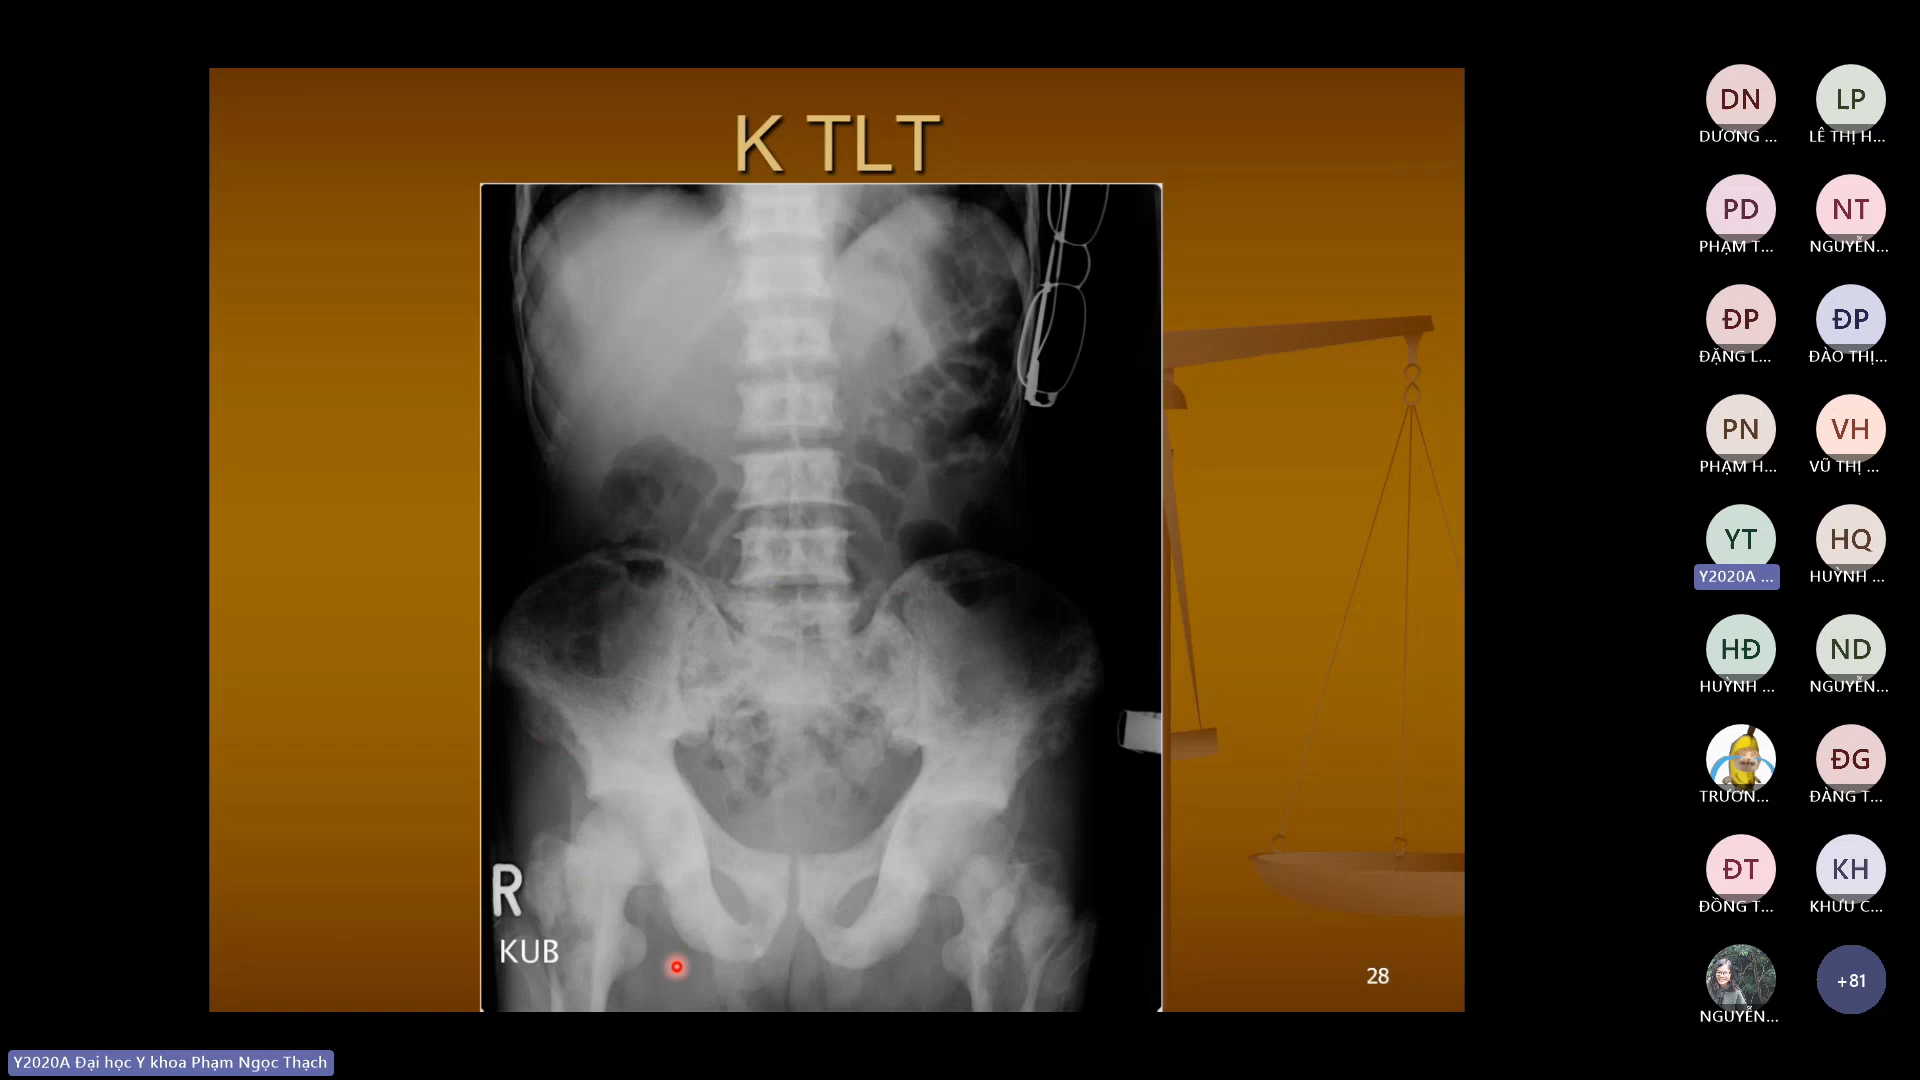 K TLT
R
KUB
28
DN
DƯƠNG ...
LP
LÊ THỊ H...
PD
PHẠM T...
NT
NGUYỄN...
ĐP
ĐẶNG L...
ĐP
ĐÀO THỊ...
PN
PHẠM H...
VH
VŨ THỊ ...
YT
Y2020A ...
HQ
HUỲNH ...
HĐ
HUỲNH ...
ND
NGUYỄN...
TRƯƠN...
ĐG
ĐÀNG T...
ĐT
ĐỒNG T...
KH
KHƯU C...
NGUYỄN...
+81
Y2020A Đại học Y khoa Phạm Ngọc Thạch